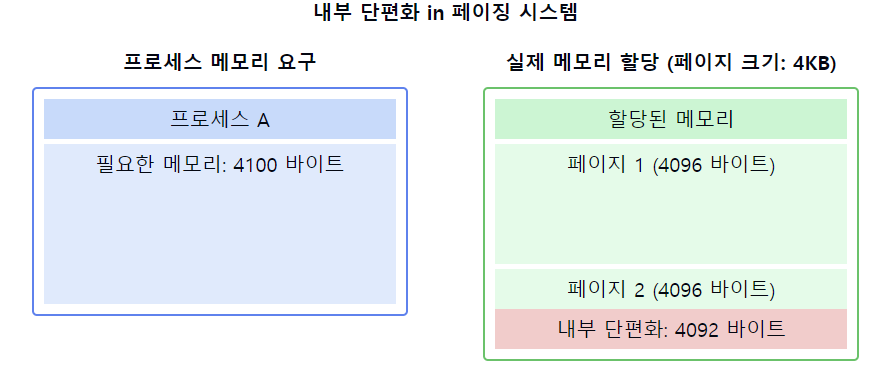 내부 단편화 in 페이징 시스템
프로세스 메모리 요구
프로세스 A
필요한 메모리: 4100 바이트
실제 메모리 할당 (페이지 크기: 4KB)
할당된 메모리
페이지 1 (4096 바이트)
페이지 2 (4096 바이트)
내부 단편화: 4092 바이트